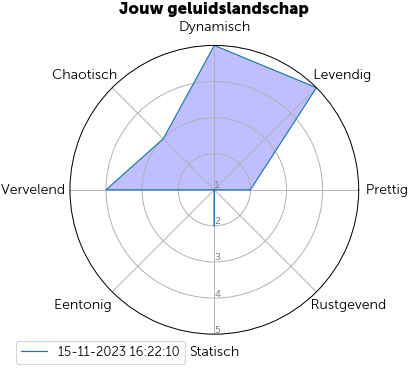 Jouw geluidslandschap
Dynamisch
Chaotisch
Levendig
Vervelend
1
Prettig
2
3
4
Eentonig
Rustgevend
5
15-11-2023 16:22:10
Statisch